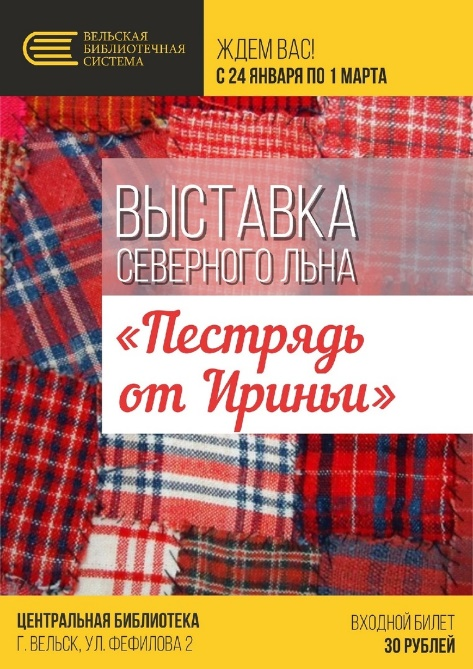 ВЕЛЬСКАЯ
БИБЛИОТЕЧНАЯ
СИСТЕМА
ЖДЕМ ВАС!
С 24 ЯНВАРЯ ПО 1 МАРТА
ВЫСТАВКА
СЕВЕРНОГО ЛЬНА
«Пестрядь
от Ириньи»
ЦЕНТРАЛЬНАЯ БИБЛИОТЕКА
Г. ВЕЛЬСК, УЛ. ФЕФИЛОВА 2
ВХОДНОЙ БИЛЕТ
30 РУБЛЕЙ